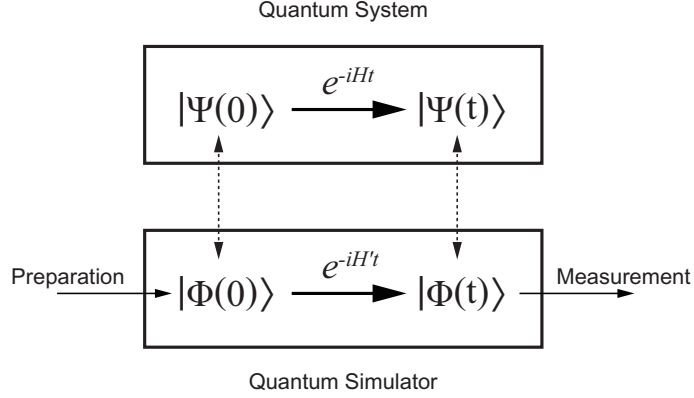 Quantum System
e^{-iHt}
|Ψ(0)⟩ |Ψ(t)⟩
e^{-iH't}
Preparation |Φ(0)⟩ |Φ(t)⟩ Measurement
Quantum Simulator